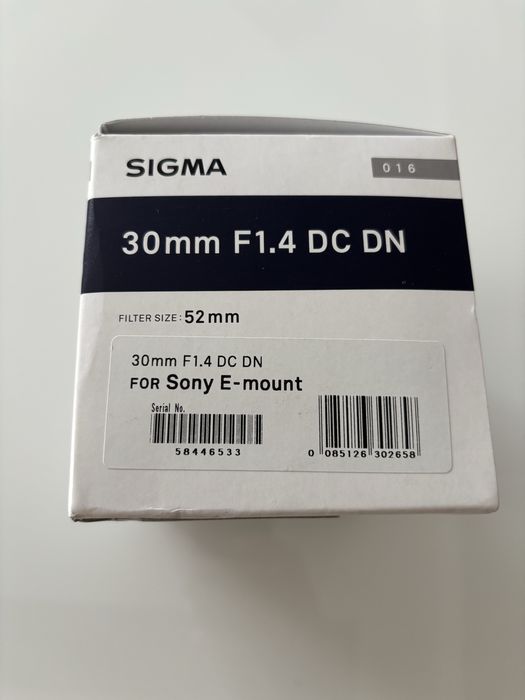 SIGMA
016
30mm F1.4 DC DN
FILTER SIZE: 52mm
30mm F1.4 DC DN
FOR Sony E-mount
Serial No.
58446533
0 085126 302658